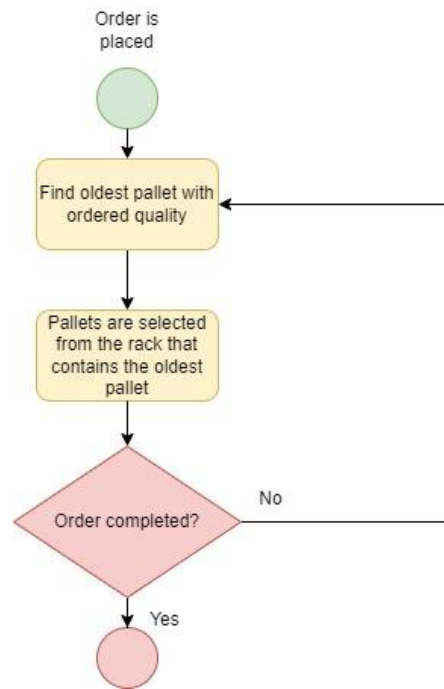 Order is
placed
Find oldest pallet with
ordered quality
Pallets are selected
from the rack that
contains the oldest
pallet
Order completed?
No
Yes